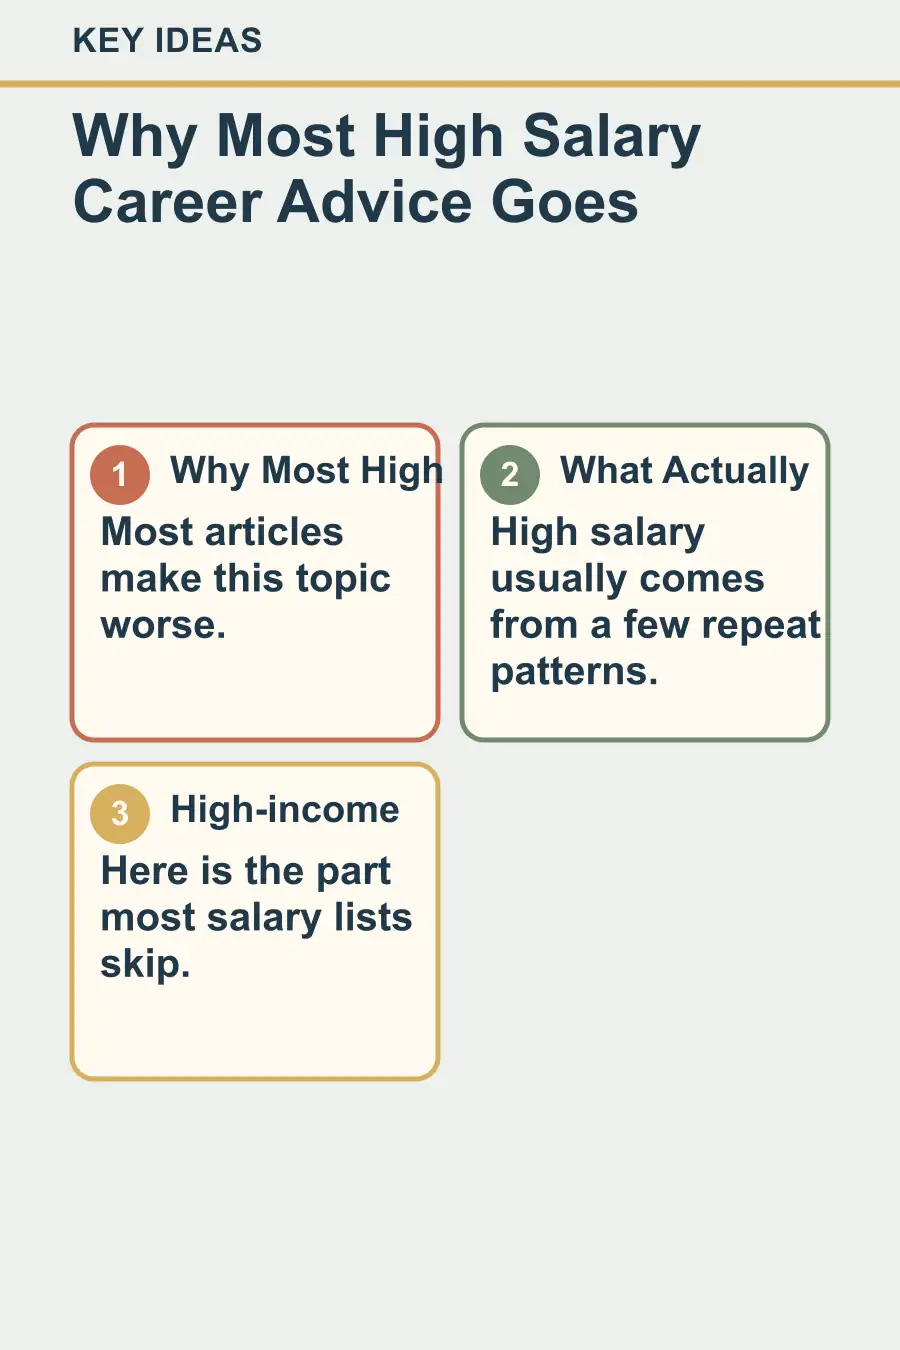 KEY IDEAS
Why Most High Salary
Career Advice Goes
1 Why Most High
Most articles
make this topic
worse.
2 What Actually
High salary
usually comes
from a few repeat
patterns.
3 High-income
Here is the part
most salary lists
skip.